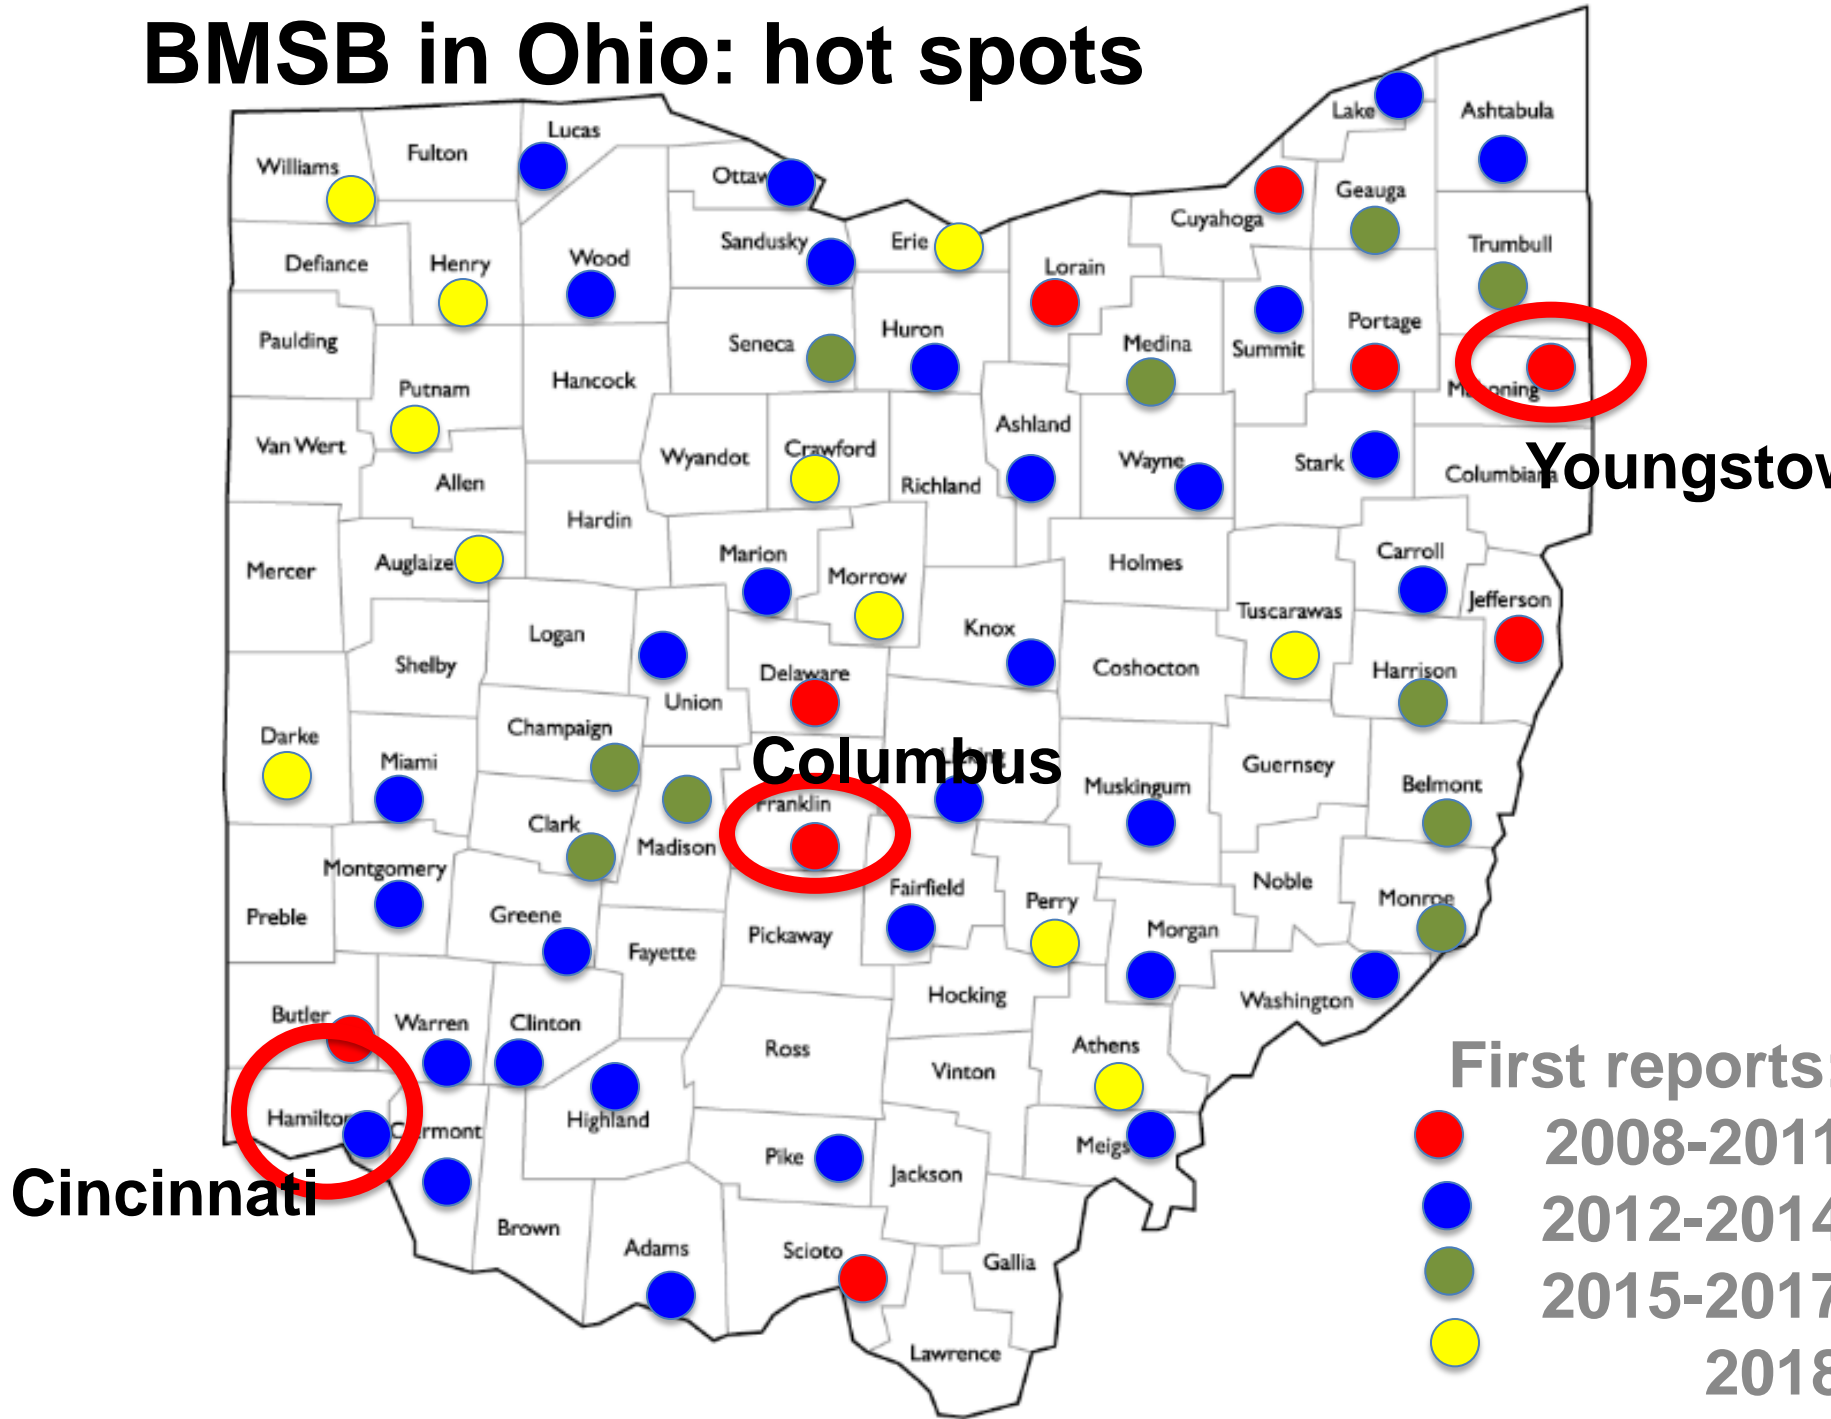 BMSB in Ohio: hot spots
Lake
Ashtabula
Lucas
Fulton
Williams
Ottaw
Geauga
Cuyahoga
Sandusky
Erie
Trumbull
Defiance
Henry
Wood
Lorain
Portage
Paulding
Seneca
Huron
Medina
Summit
Hancock
Putnam
Mahoning
Ashland
Van Wert
Wyandot
Crawford
Wayne
Stark
Columbiana
Youngstow
Allen
Richland
Hardin
Marion
Carroll
Mercer
Auglaize
Morrow
Holmes
Jefferson
Tuscarawas
Logan
Knox
Shelby
Delaware
Coshocton
Harrison
Union
Champaign
Darke
Miami
Columbus
Licking
Guernsey
Muskingum
Belmont
Franklin
Clark
Madison
Montgomery
Fairfield
Noble
Perry
Monroe
Preble
Greene
Pickaway
Morgan
Fayette
Hocking
Washington
Butler
Warren
Clinton
Ross
Athens
Vinton
First reports:
Hamilton
Clermont
Highland
Meigs
2008-2011
Pike
Jackson
Cincinnati
2012-2014
Brown
Adams
Scioto
Gallia
2015-2017
Lawrence
2018